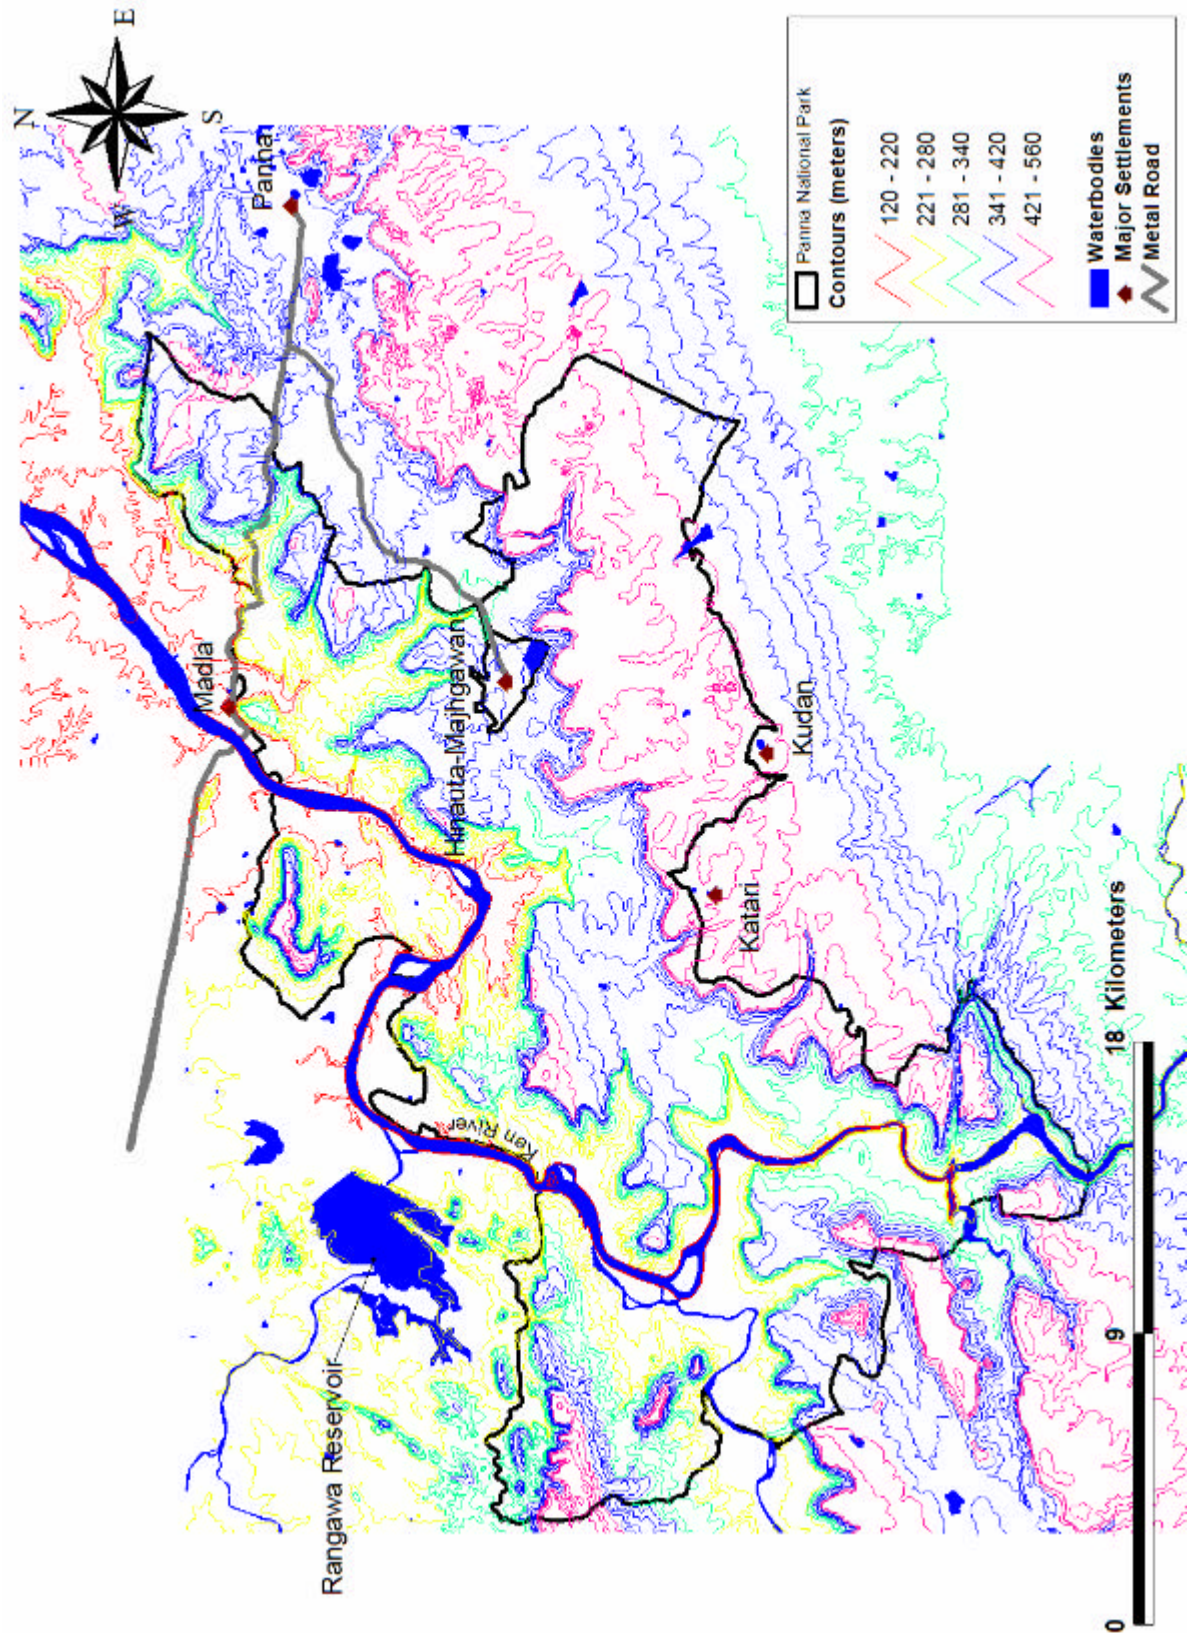 N
E
W
S
Panna
Madla
Hinauta-Majhgawan
Kudan
Katari
Ken River
Rangawa Reservoir
Panna National Park
Contours (meters)
120 - 220
221 - 280
281 - 340
341 - 420
421 - 560
Waterbodies
Major Settlements
Metal Road
0 9 18 Kilometers